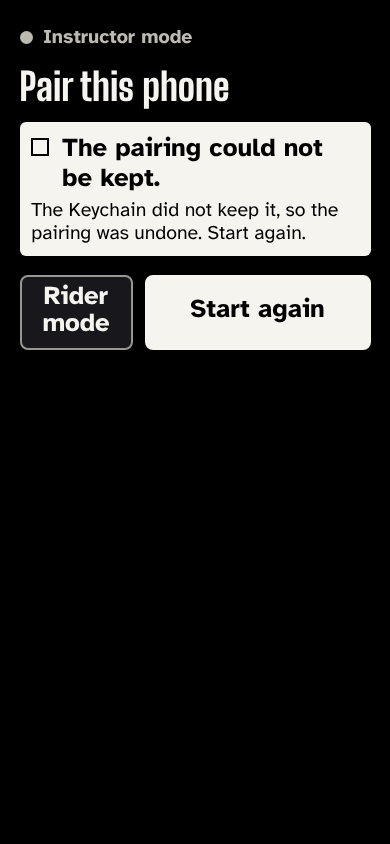 Instructor mode
Pair this phone
The pairing could not
be kept.
The Keychain did not keep it, so the
pairing was undone. Start again.
Rider
mode
Start again